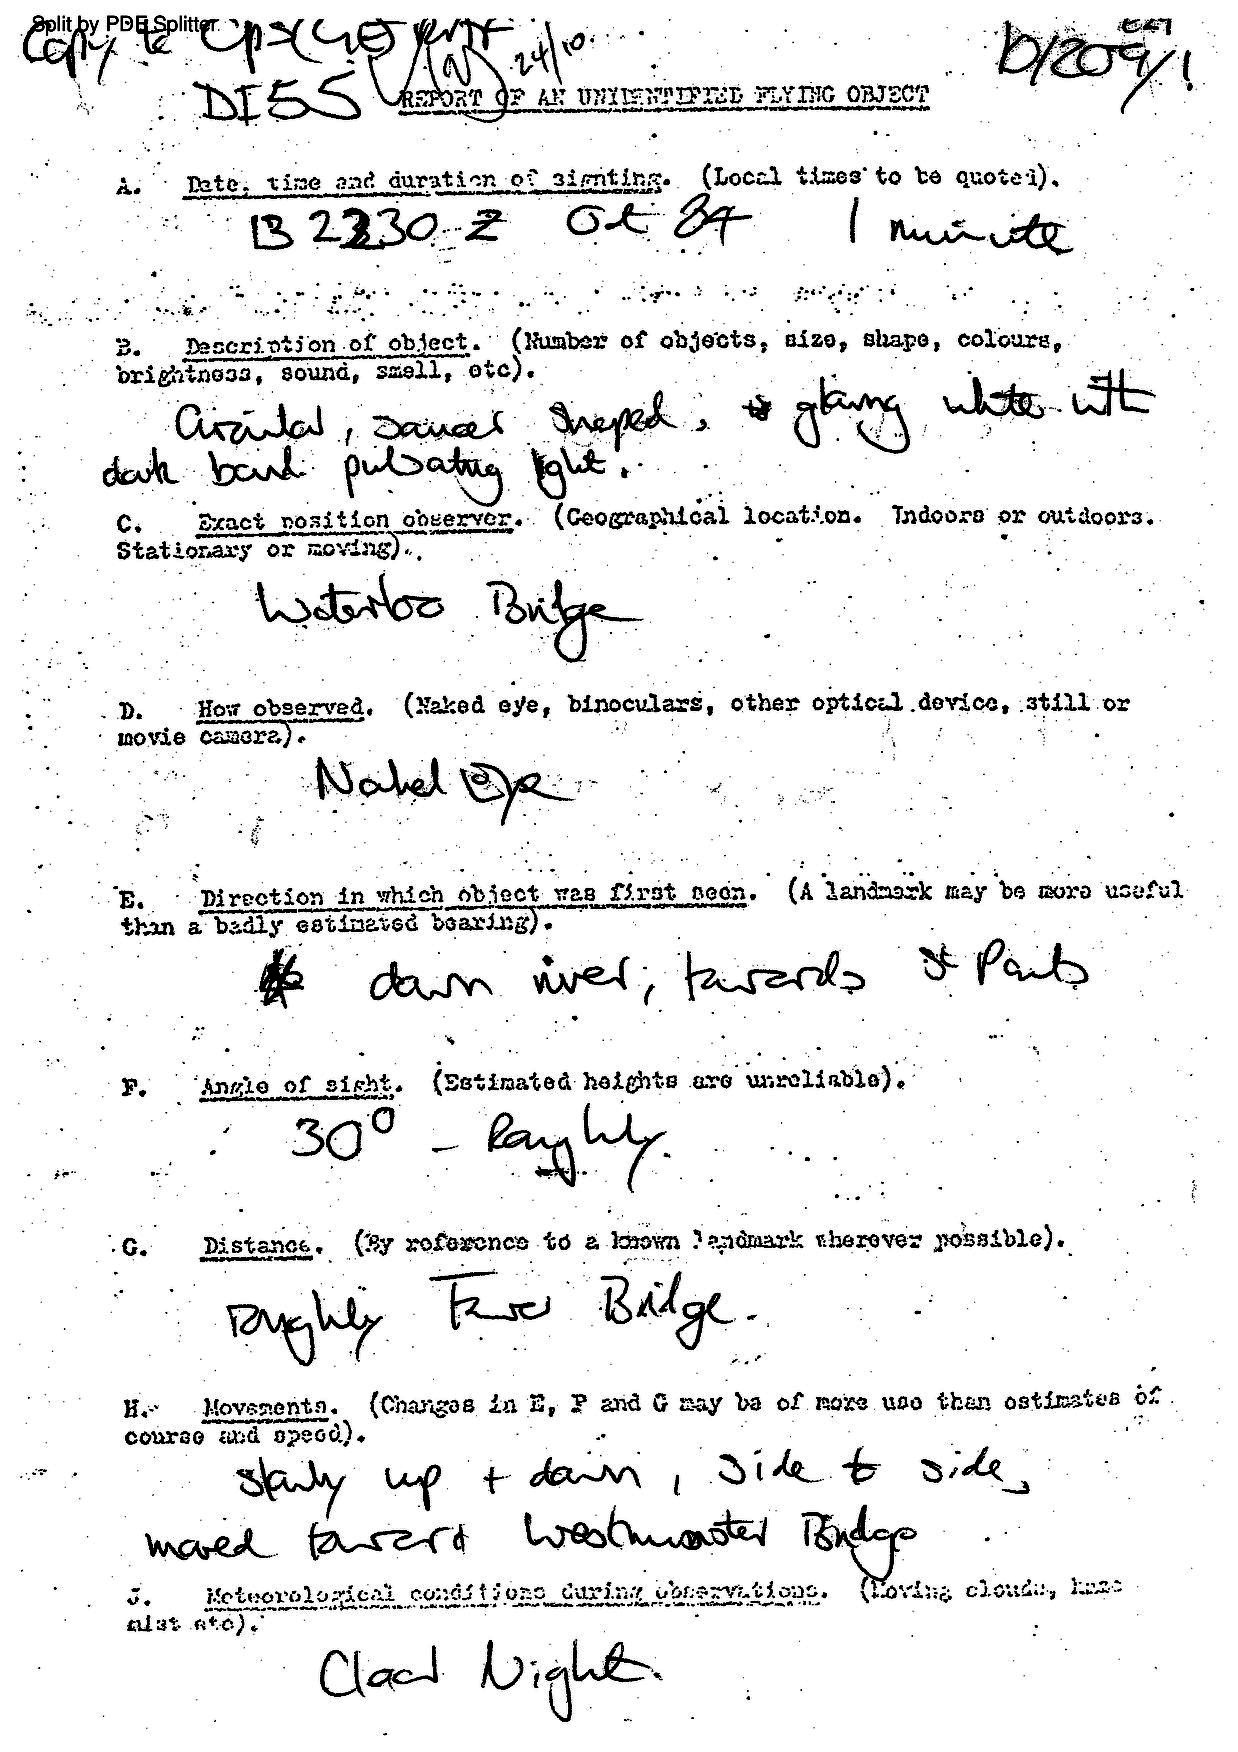 Split by PDF Splitter
Copy to
24/10.
D/209/1
DI55
REPORT OF AN UNIDENTIFIED FLYING OBJECT
A. Date, time and duration of sighting. (Local times to be quoted).
B 2230 Z Oct 84 1 minute
B. Description of object. (Number of objects, size, shape, colours,
brightness, sound, smell, etc).
Circular, saucer shaped, glowing white with
dark band pulsating light.
C. Exact position observer. (Geographical location. Indoors or outdoors.
Stationary or moving).
Waterloo Bridge
D. How observed. (Naked eye, binoculars, other optical device, still or
movie camera).
Naked Eye
E. Direction in which object was first seen. (A landmark may be more useful
than a badly estimated bearing).
down river, towards St Pauls
F. Angle of sight. (Estimated heights are unreliable).
30° - Roughly.
G. Distance. (By reference to a known landmark wherever possible).
Roughly Tower Bridge.
H. Movements. (Changes in E, F and G may be of more use than estimates of
course and speed).
slowly up + down, side to side,
moved toward Westminster Bridge
J. Meteorological conditions during observations. (Moving clouds, haze
mist etc).
Clear Night.